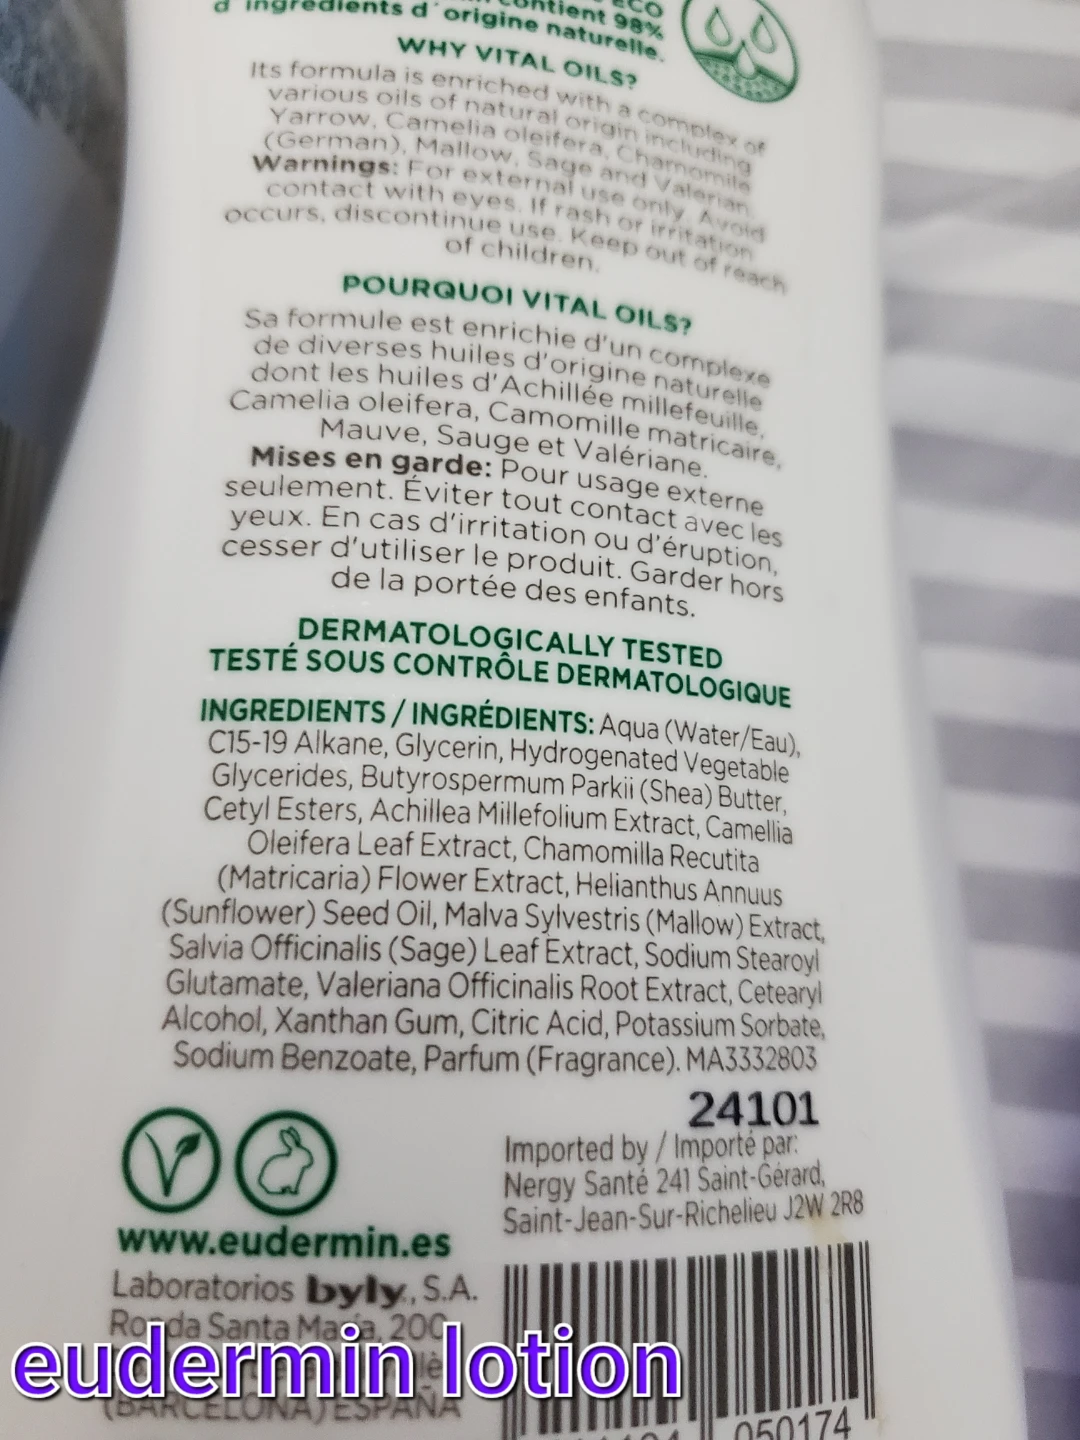 ECO
contient 98%
d'ingrédients d'origine naturelle.
WHY VITAL OILS?
Its formula is enriched with a complex of
various oils of natural origin including
Yarrow, Camelia oleifera, Chamomile
(German), Mallow, Sage and Valerian.
Warnings: For external use only. Avoid
contact with eyes. If rash or irritation
occurs, discontinue use. Keep out of reach
of children.
POURQUOI VITAL OILS?
Sa formule est enrichie d'un complexe
de diverses huiles d'origine naturelle
dont les huiles d'Achillée millefeuille,
Camelia oleifera, Camomille matricaire,
Mauve, Sauge et Valériane.
Mises en garde: Pour usage externe
seulement. Éviter tout contact avec les
yeux. En cas d'irritation ou d'éruption,
cesser d'utiliser le produit. Garder hors
de la portée des enfants.
DERMATOLOGICALLY TESTED
TESTÉ SOUS CONTRÔLE DERMATOLOGIQUE
INGREDIENTS / INGRÉDIENTS: Aqua (Water/Eau),
C15-19 Alkane, Glycerin, Hydrogenated Vegetable
Glycerides, Butyrospermum Parkii (Shea) Butter,
Cetyl Esters, Achillea Millefolium Extract, Camellia
Oleifera Leaf Extract, Chamomilla Recutita
(Matricaria) Flower Extract, Helianthus Annuus
(Sunflower) Seed Oil, Malva Sylvestris (Mallow) Extract,
Salvia Officinalis (Sage) Leaf Extract, Sodium Stearoyl
Glutamate, Valeriana Officinalis Root Extract, Cetearyl
Alcohol, Xanthan Gum, Citric Acid, Potassium Sorbate,
Sodium Benzoate, Parfum (Fragrance). MA3332803
24101
Imported by / Importé par:
Nergy Santé 241 Saint-Gérard,
Saint-Jean-Sur-Richelieu J2W 2R8
www.eudermin.es
Laboratorios byly, S.A.
Ronda Santa María, 200
eudermin lotion
(BARCELONA) ESPAÑA
050174